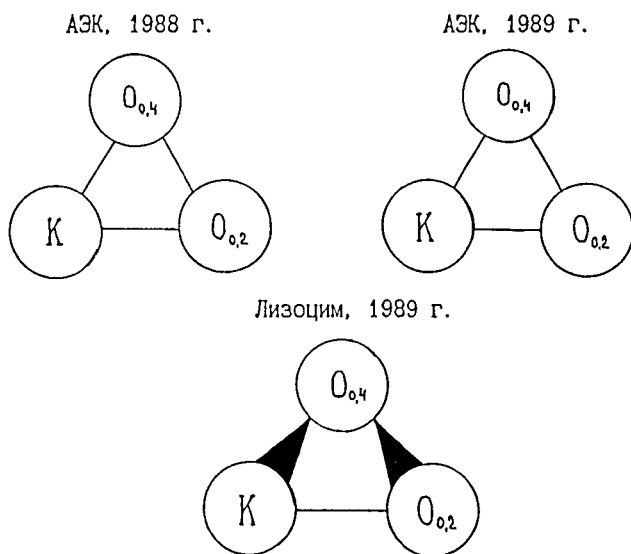 АЭК, 1988 г.
АЭК, 1989 г.
O₀,₄
O₀,₄
К
O₀,₂
К
O₀,₂
Лизоцим, 1989 г.
O₀,₄
К
O₀,₂